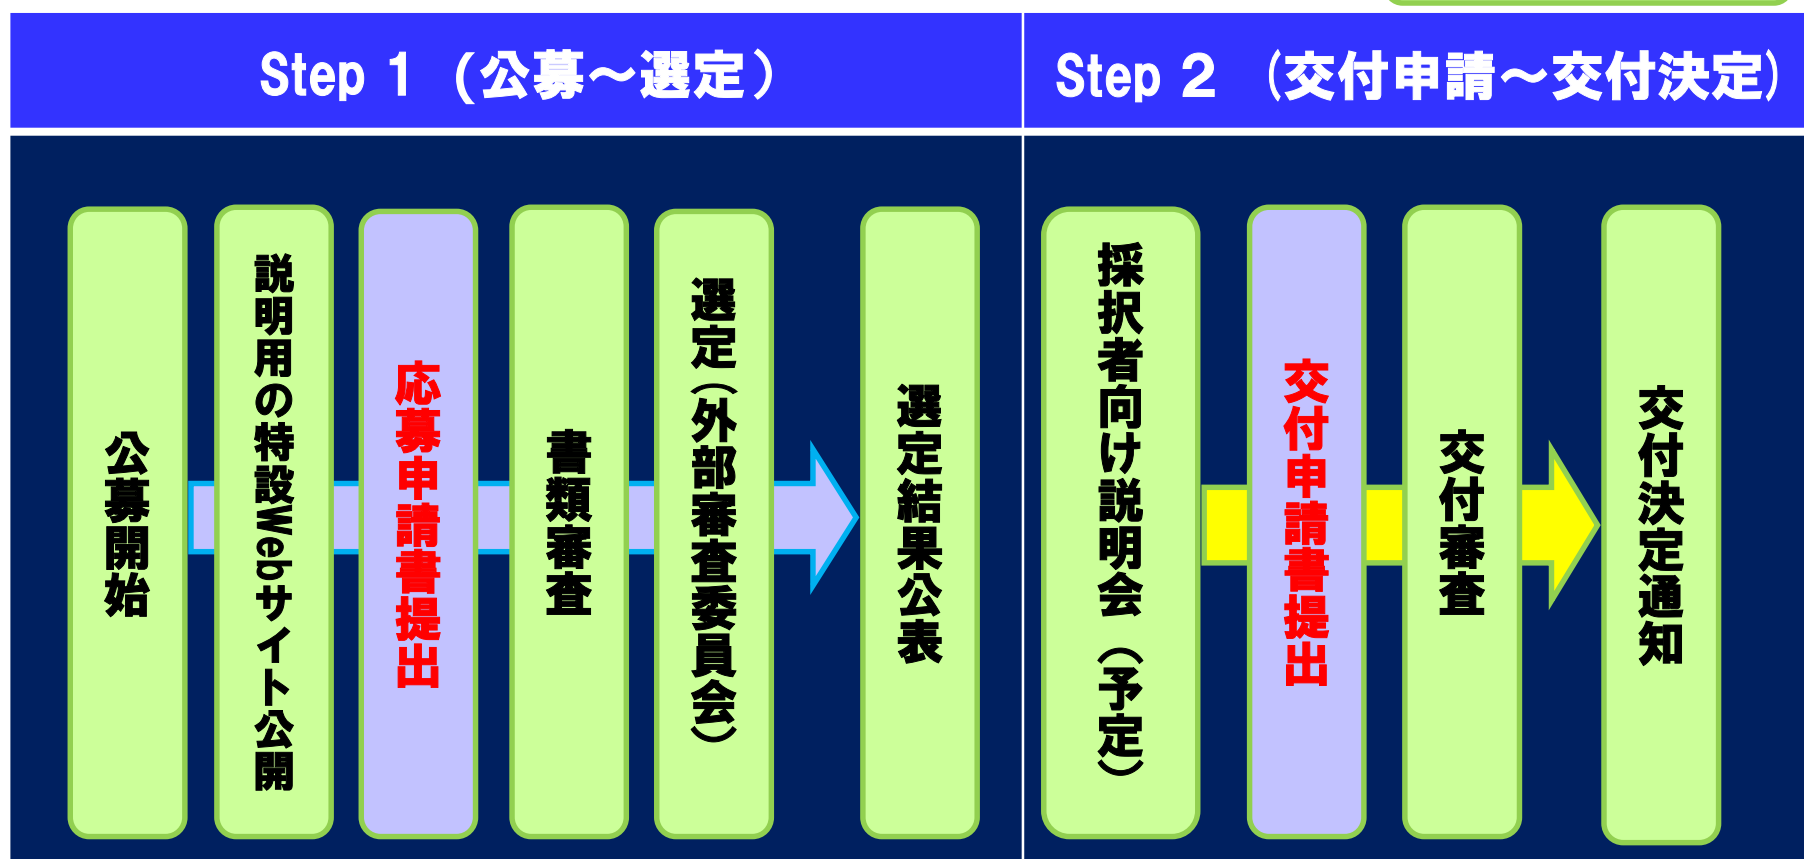 Step 1 (公募～選定)
Step 2 (交付申請～交付決定)
公募開始
説明用の特設Webサイト公開
応募申請書提出
書類審査
選定(外部審査委員会)
選定結果公表
採択者向け説明会 (予定)
交付申請書提出
交付審査
交付決定通知